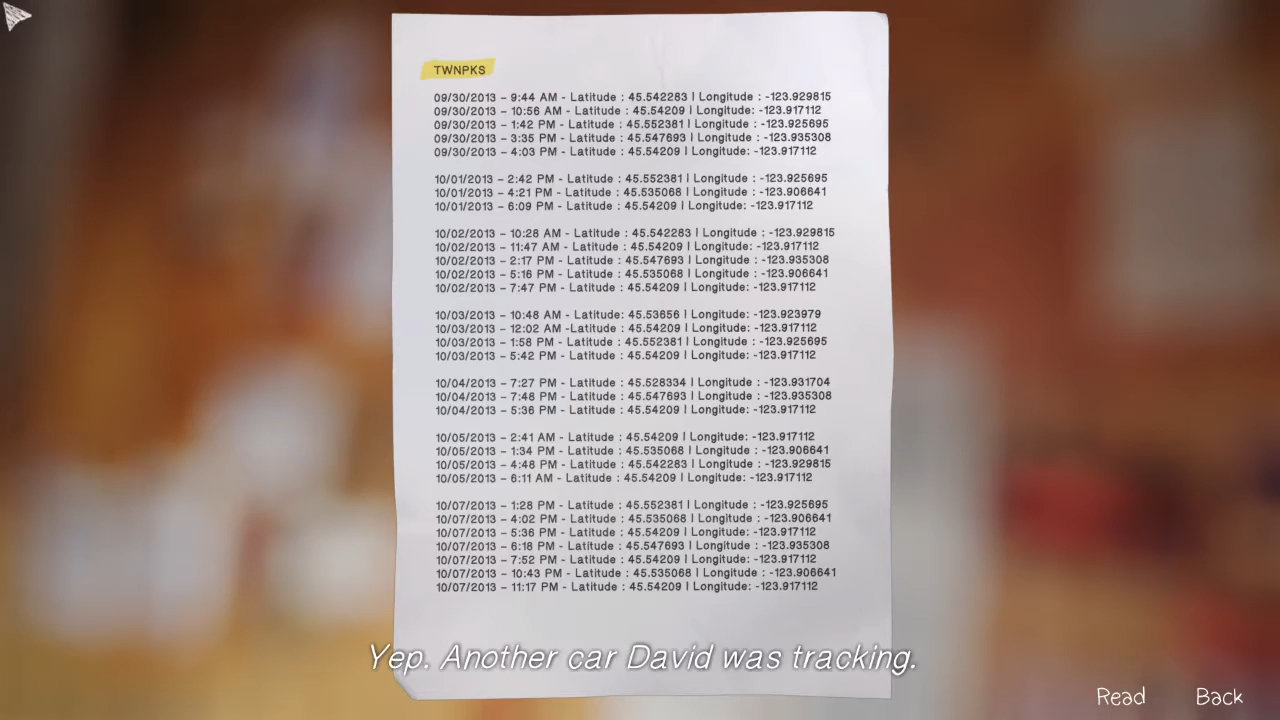 TWNPKS
09/30/2013 – 9:44 AM - Latitude : 45.542283 | Longitude : -123.929815
09/30/2013 – 10:56 AM - Latitude : 45.54209 | Longitude: -123.917112
09/30/2013 – 1:42 PM - Latitude : 45.552381 | Longitude : -123.925695
09/30/2013 – 3:35 PM - Latitude : 45.547693 | Longitude : -123.935308
09/30/2013 – 4:03 PM - Latitude : 45.54209 | Longitude: -123.917112
10/01/2013 – 2:42 PM - Latitude : 45.552381 | Longitude : -123.925695
10/01/2013 – 4:21 PM - Latitude : 45.535068 | Longitude : -123.906641
10/01/2013 – 6:09 PM - Latitude : 45.54209 | Longitude: -123.917112
10/02/2013 – 10:28 AM - Latitude : 45.542283 | Longitude : -123.929815
10/02/2013 – 11:47 AM - Latitude : 45.54209 | Longitude: -123.917112
10/02/2013 – 2:17 PM - Latitude : 45.547693 | Longitude : -123.935308
10/02/2013 – 5:16 PM - Latitude : 45.535068 | Longitude : -123.906641
10/02/2013 – 7:47 PM - Latitude : 45.54209 | Longitude: -123.917112
10/03/2013 – 10:48 AM - Latitude: 45.53656 | Longitude: -123.923979
10/03/2013 – 12:02 AM -Latitude : 45.54209 | Longitude: -123.917112
10/03/2013 – 1:58 PM - Latitude : 45.552381 | Longitude : -123.925695
10/03/2013 – 5:42 PM - Latitude : 45.54209 | Longitude: -123.917112
10/04/2013 – 7:27 PM - Latitude : 45.528334 | Longitude : -123.931704
10/04/2013 – 7:48 PM - Latitude : 45.547693 | Longitude : -123.935308
10/04/2013 – 5:36 PM - Latitude : 45.54209 | Longitude: -123.917112
10/05/2013 – 2:41 AM - Latitude : 45.54209 | Longitude: -123.917112
10/05/2013 – 1:34 PM - Latitude : 45.535068 | Longitude : -123.906641
10/05/2013 – 4:48 PM - Latitude : 45.542283 | Longitude : -123.929815
10/05/2013 – 6:11 AM - Latitude : 45.54209 | Longitude: -123.917112
10/07/2013 – 1:28 PM - Latitude : 45.552381 | Longitude : -123.925695
10/07/2013 – 4:02 PM - Latitude : 45.535068 | Longitude : -123.906641
10/07/2013 – 5:36 PM - Latitude : 45.54209 | Longitude: -123.917112
10/07/2013 – 6:18 PM - Latitude : 45.547693 | Longitude : -123.935308
10/07/2013 – 7:52 PM - Latitude : 45.54209 | Longitude: -123.917112
10/07/2013 – 10:43 PM - Latitude : 45.535068 | Longitude : -123.906641
10/07/2013 – 11:17 PM - Latitude : 45.54209 | Longitude: -123.917112
Yep. Another car David was tracking.
Read Back